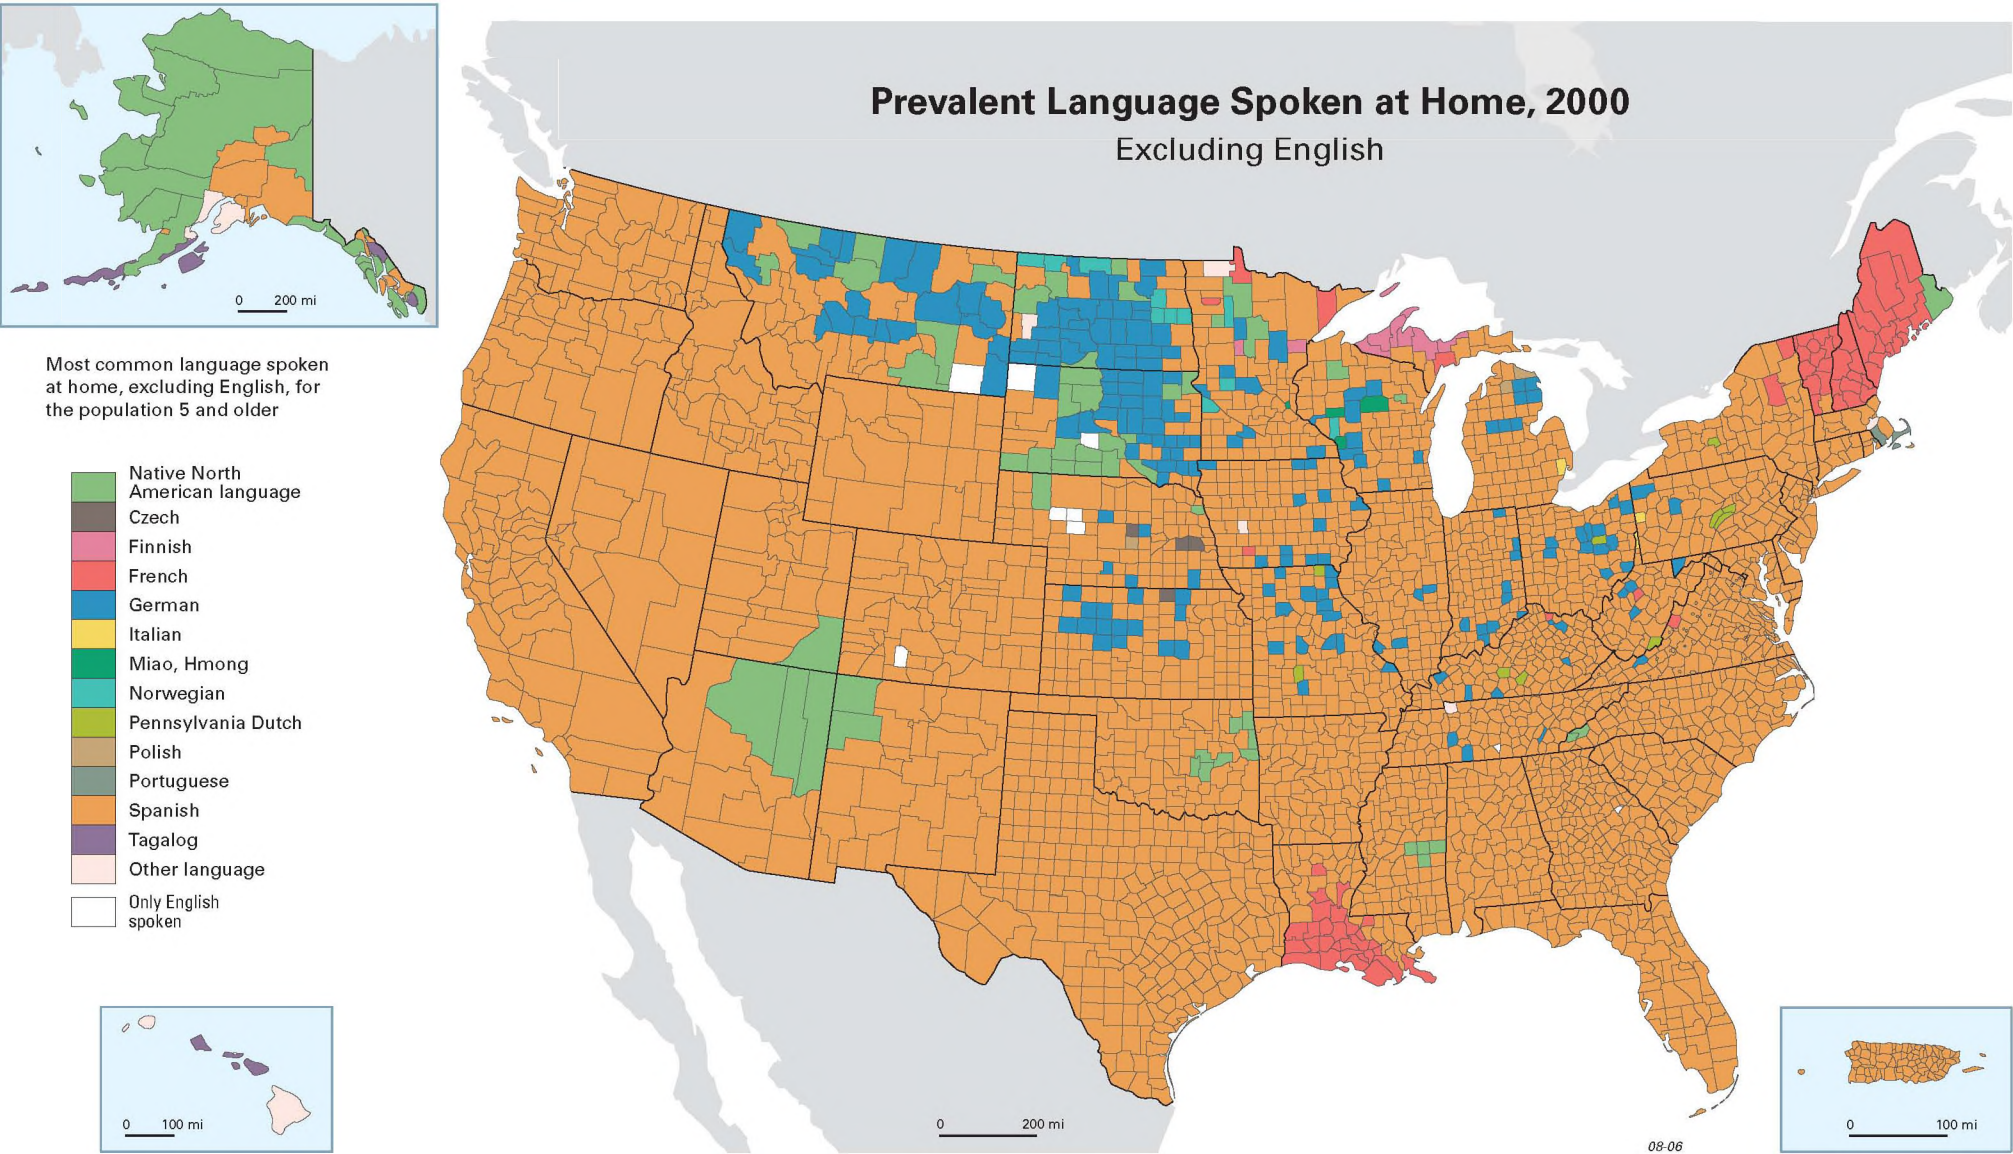 Prevalent Language Spoken at Home, 2000
Excluding English
0 200 mi
Most common language spoken
at home, excluding English, for
the population 5 and older
Native North
American language
Czech
Finnish
French
German
Italian
Miao, Hmong
Norwegian
Pennsylvania Dutch
Polish
Portuguese
Spanish
Tagalog
Other language
Only English
spoken
0 100 mi
0 200 mi
0 100 mi
08-06